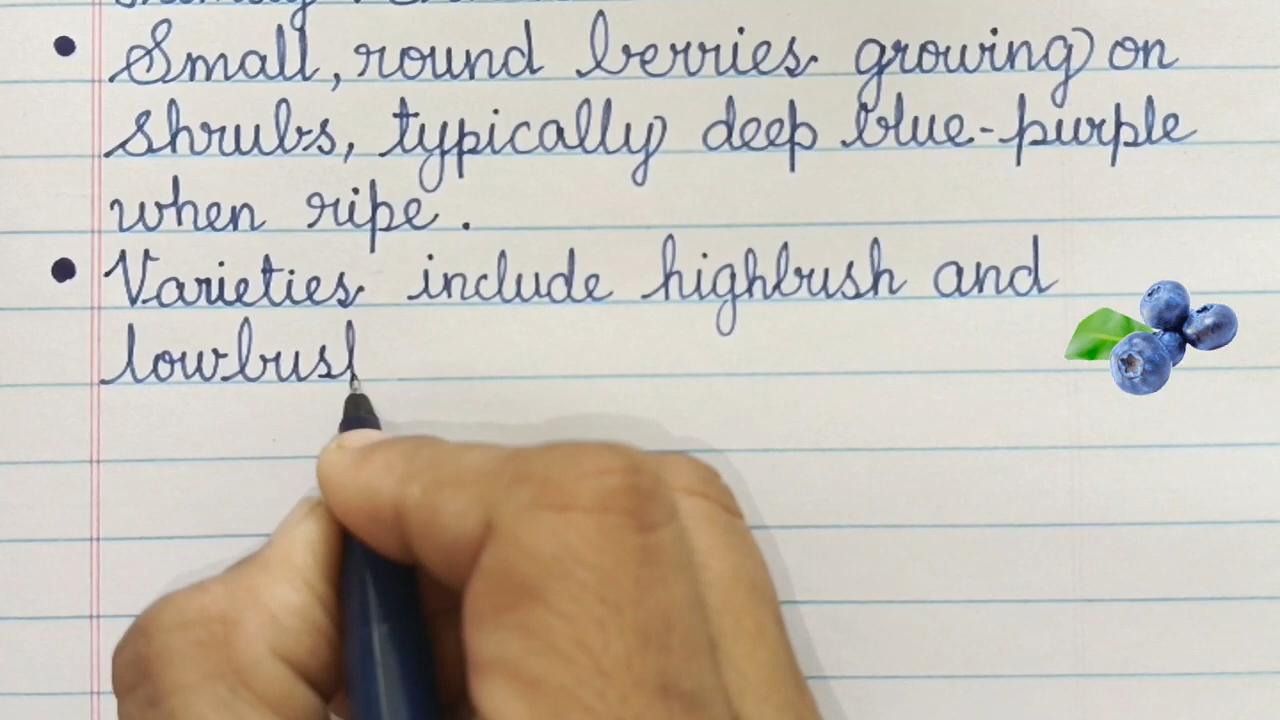 • Small, round berries growing on
shrubs, typically deep blue-purple
when ripe.
• Varieties include highbush and
lowbush